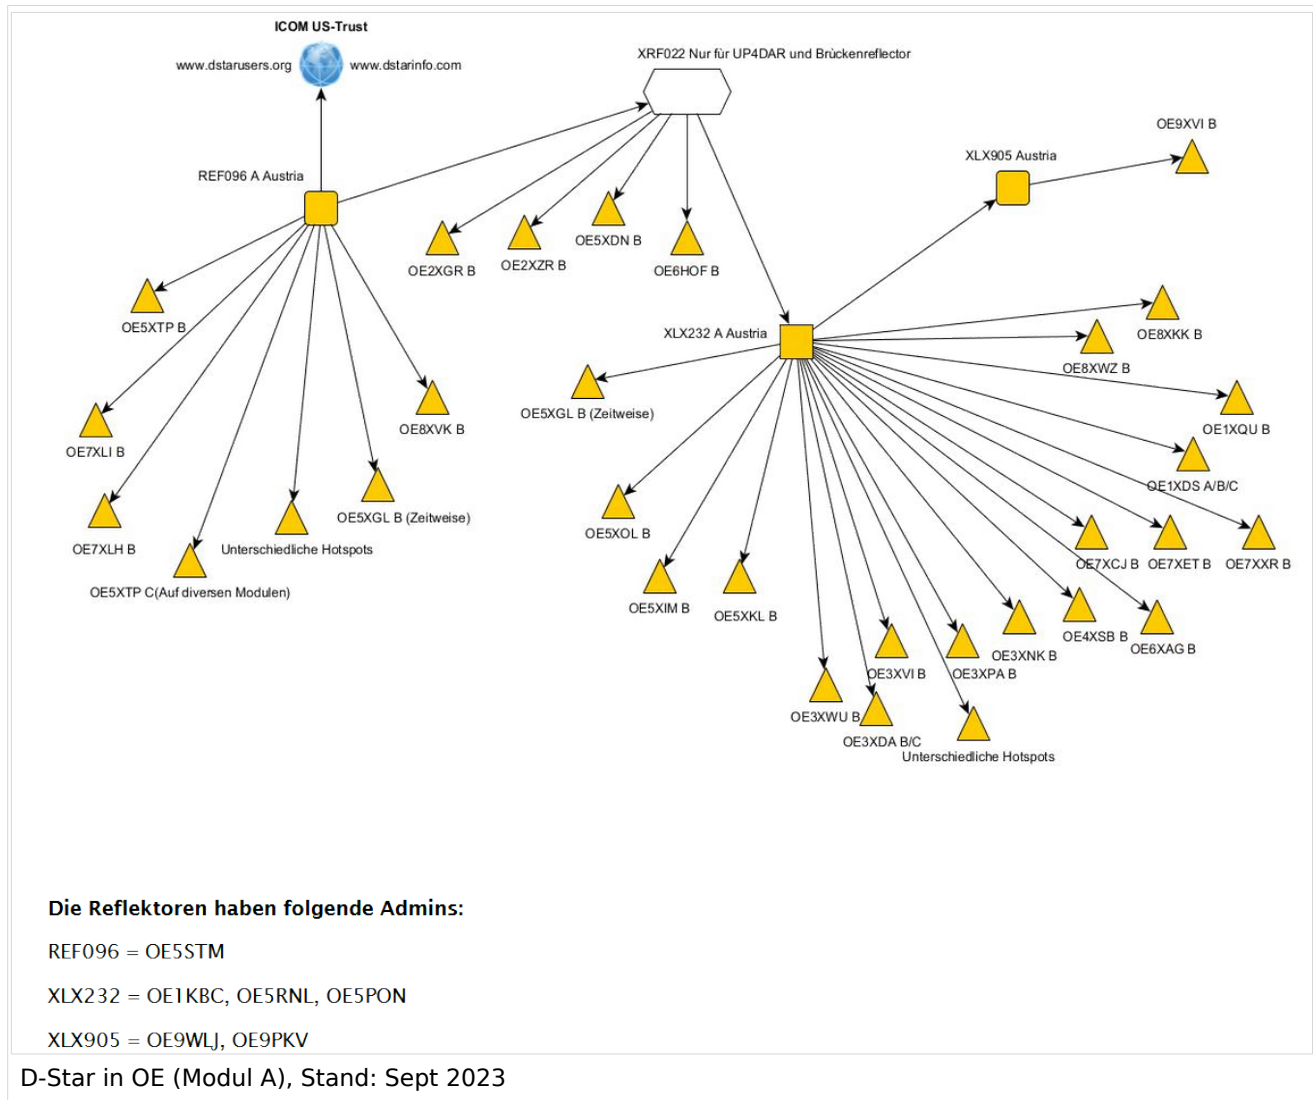 ICOM US-Trust
www.dstarusers.org
www.dstarinfo.com
XRF022 Nur für UP4DAR und Brückenreflector
OE9XVI B
XLX905 Austria
REF096 A Austria
OE5XDN B
OE2XZR B
OE2XGR B
OE6HOF B
OE5XTP B
XLX232 A Austria
OE8XKK B
OE8XWZ B
OE5XGL B (Zeitweise)
OE8XVK B
OE1XQU B
OE7XLI B
OE1XDS A/B/C
OE5XGL B (Zeitweise)
OE5XOL B
OE7XLH B
Unterschiedliche Hotspots
OE7XCJ B
OE7XET B
OE7XXR B
OE5XTP C(Auf diversen Modulen)
OE5XIM B
OE5XKL B
OE4XSB B
OE6XAG B
OE3XNK B
OE3XVI B
OE3XPA B
OE3XWU B
OE3XDA B/C
Unterschiedliche Hotspots
Die Reflektoren haben folgende Admins:
REF096 = OE5STM
XLX232 = OE1KBC, OE5RNL, OE5PON
XLX905 = OE9WLJ, OE9PKV
D-Star in OE (Modul A), Stand: Sept 2023